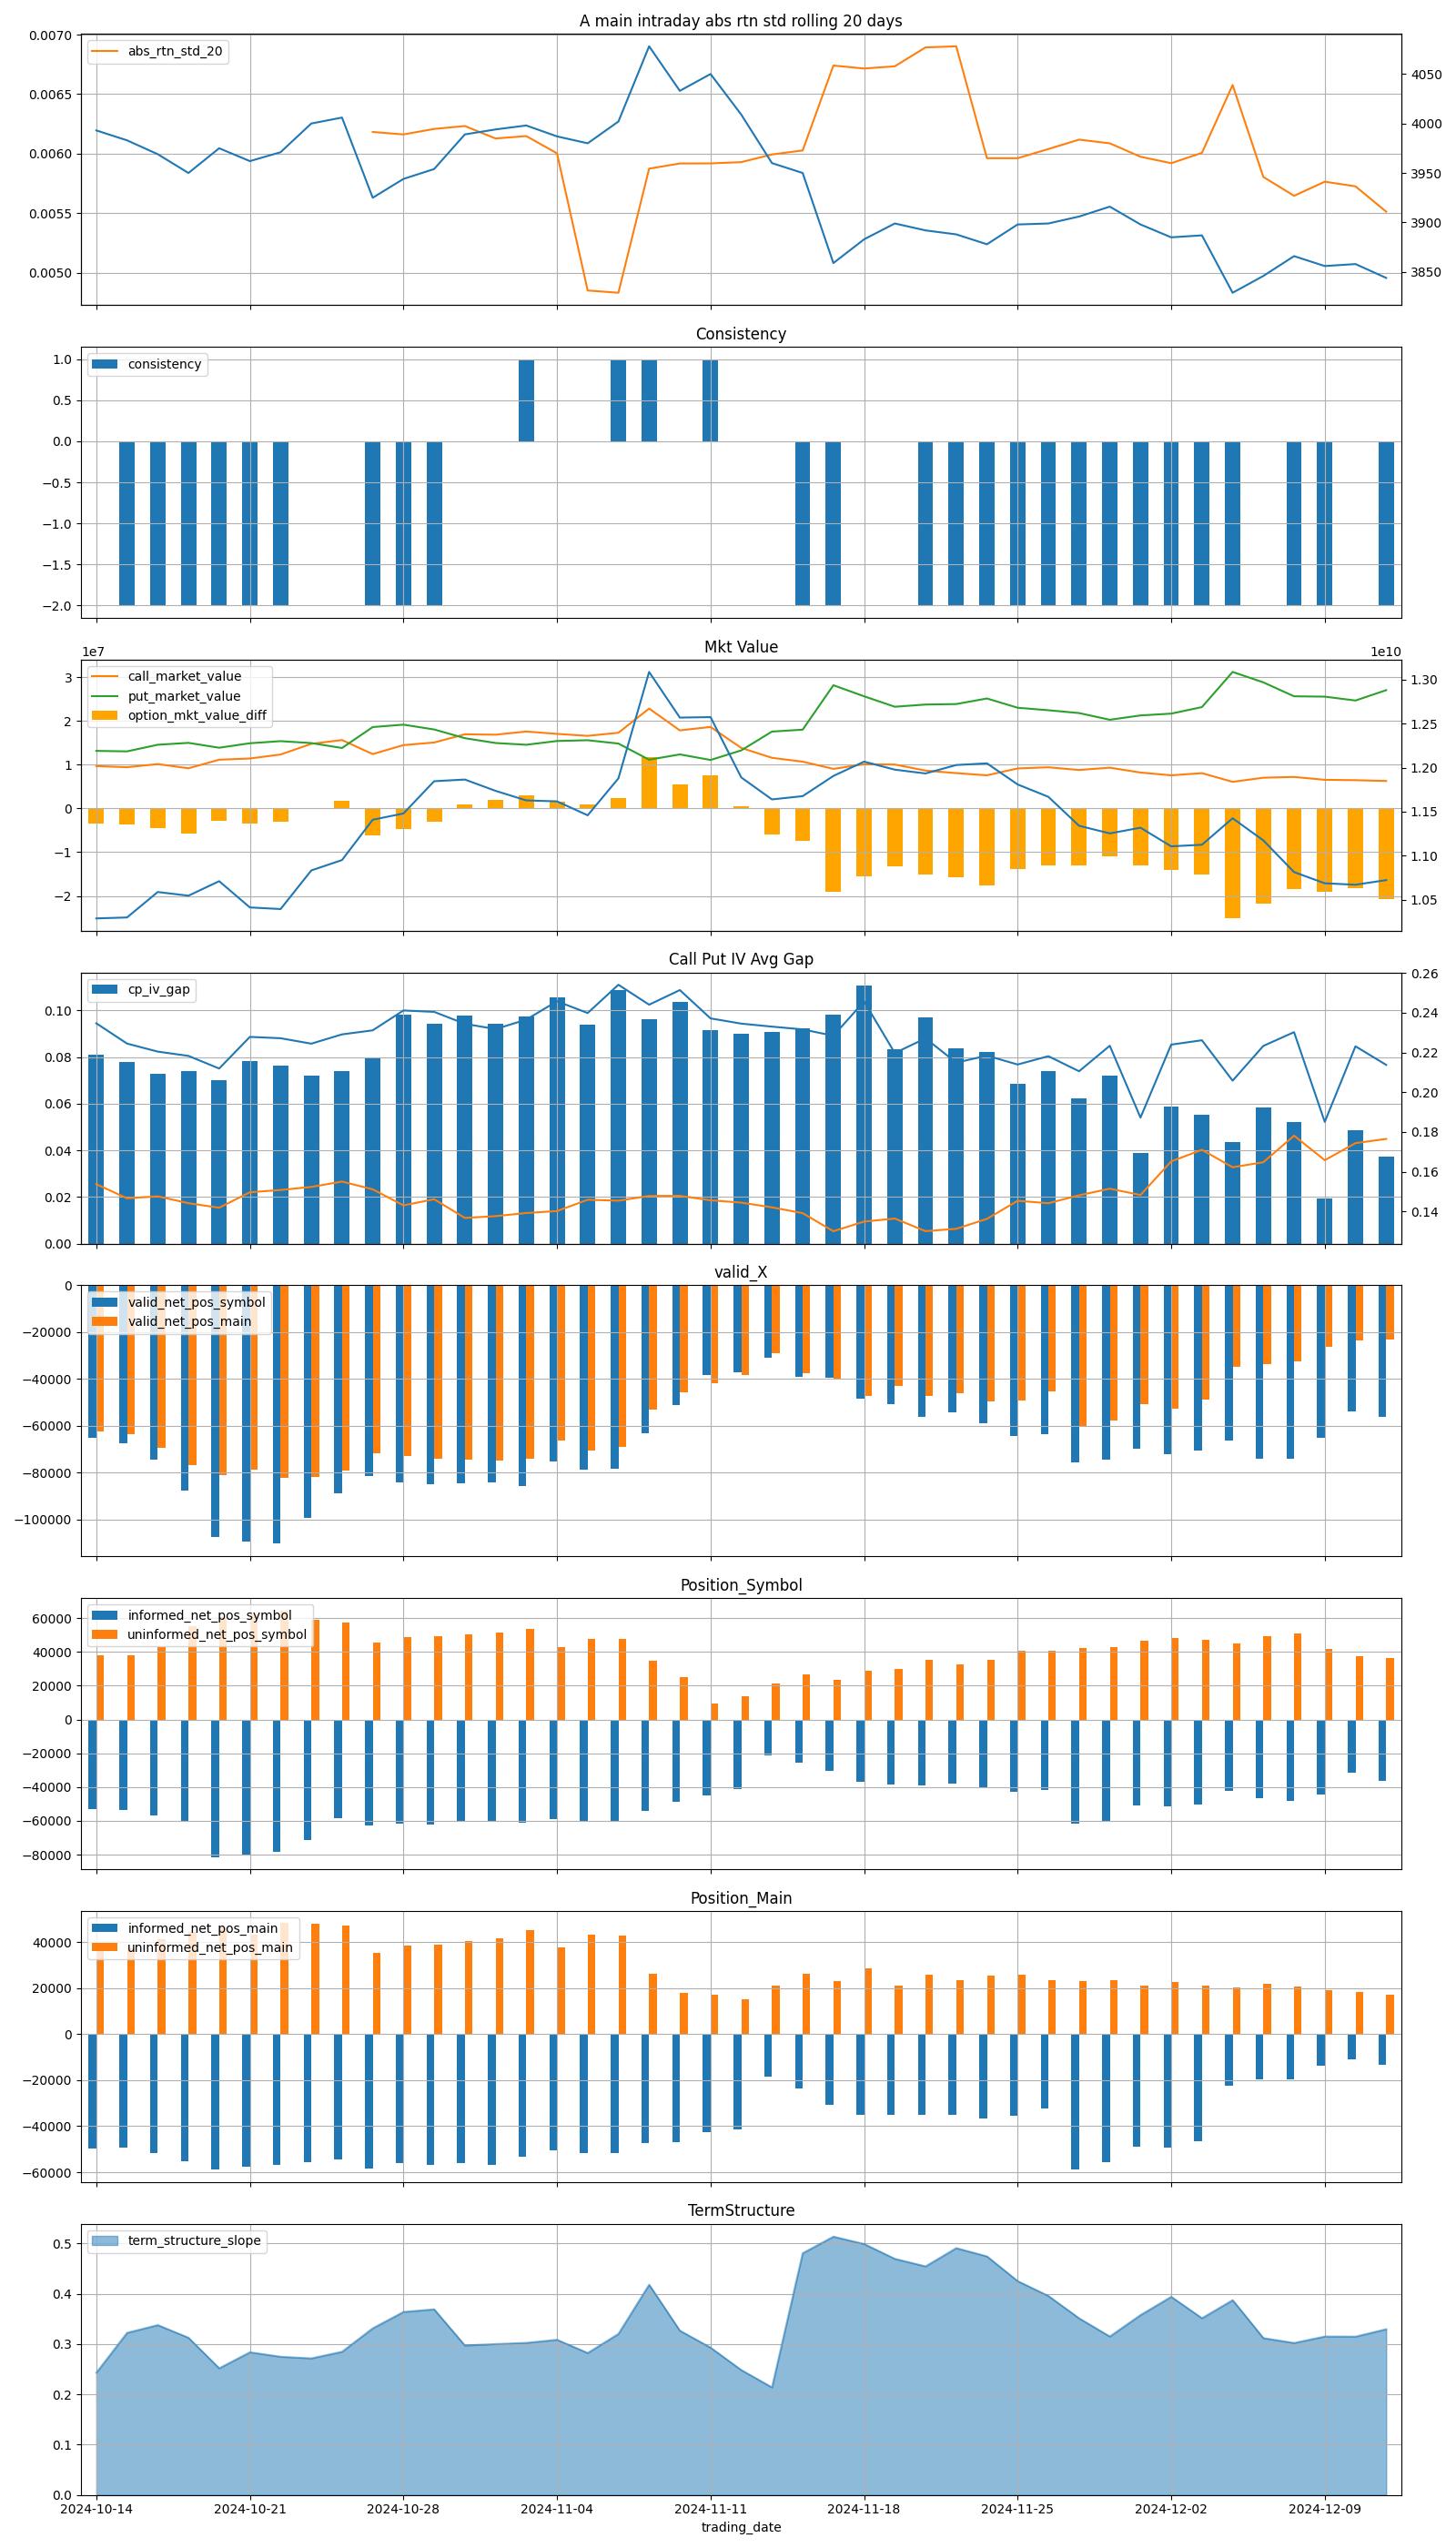 A main intraday abs rtn std rolling 20 days
abs_rtn_std_20
0.0070
0.0065
0.0060
0.0055
0.0050
4050
4000
3950
3900
3850
Consistency
consistency
1.0
0.5
0.0
−0.5
−1.0
−1.5
−2.0
Mkt Value
1e7
1e10
call_market_value
put_market_value
option_mkt_value_diff
3
2
1
0
−1
−2
1.30
1.25
1.20
1.15
1.10
1.05
Call Put IV Avg Gap
cp_iv_gap
0.10
0.08
0.06
0.04
0.02
0.00
0.26
0.24
0.22
0.20
0.18
0.16
0.14
valid_X
valid_net_pos_symbol
valid_net_pos_main
0
−20000
−40000
−60000
−80000
−100000
Position_Symbol
informed_net_pos_symbol
uninformed_net_pos_symbol
60000
40000
20000
0
−20000
−40000
−60000
−80000
Position_Main
informed_net_pos_main
uninformed_net_pos_main
40000
20000
0
−20000
−40000
−60000
TermStructure
term_structure_slope
0.5
0.4
0.3
0.2
0.1
0.0
2024-10-14 2024-10-21 2024-10-28 2024-11-04 2024-11-11 2024-11-18 2024-11-25 2024-12-02 2024-12-09
trading_date